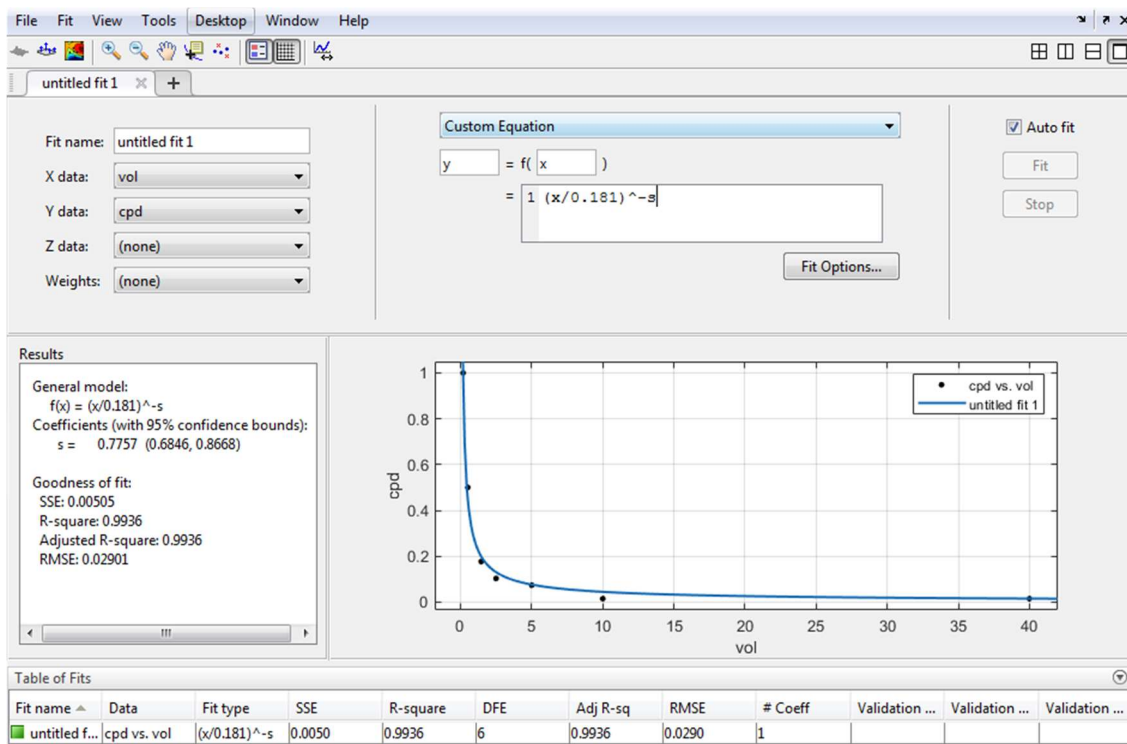 File Fit View Tools Desktop Window Help
untitled fit 1
Fit name: untitled fit 1
X data: vol
Y data: cpd
Z data: (none)
Weights: (none)
Custom Equation
y = f( x )
= 1 (x/0.181)^-s
Fit Options...
Auto fit
Fit
Stop
Results
General model:
f(x) = (x/0.181)^-s
Coefficients (with 95% confidence bounds):
s = 0.7757 (0.6846, 0.8668)
Goodness of fit:
SSE: 0.00505
R-square: 0.9936
Adjusted R-square: 0.9936
RMSE: 0.02901
cpd vs. vol
untitled fit 1
1
0.8
0.6
0.4
0.2
0
cpd
0 5 10 15 20 25 30 35 40
vol
Table of Fits
Fit name Data Fit type SSE R-square DFE Adj R-sq RMSE # Coeff Validation ... Validation ... Validation ...
untitled f... cpd vs. vol (x/0.181)^-s 0.0050 0.9936 6 0.9936 0.0290 1